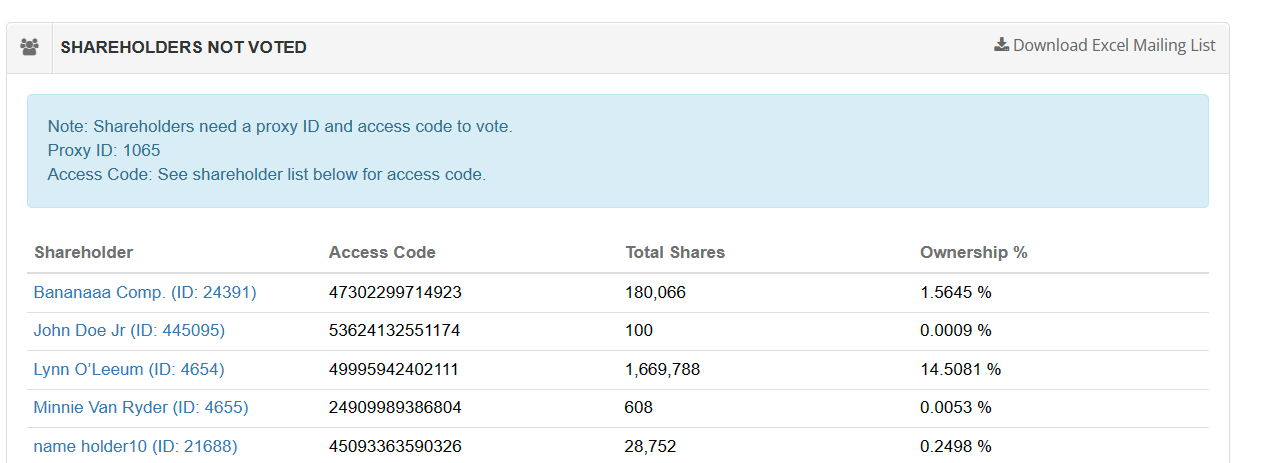 SHAREHOLDERS NOT VOTED Download Excel Mailing List
Note: Shareholders need a proxy ID and access code to vote.
Proxy ID: 1065
Access Code: See shareholder list below for access code.
Shareholder Access Code Total Shares Ownership %
Bananaaa Comp. (ID: 24391) 47302299714923 180,066 1.5645 %
John Doe Jr (ID: 445095) 53624132551174 100 0.0009 %
Lynn O’Leeum (ID: 4654) 49995942402111 1,669,788 14.5081 %
Minnie Van Ryder (ID: 4655) 24909989386804 608 0.0053 %
name holder10 (ID: 21688) 45093363590326 28,752 0.2498 %